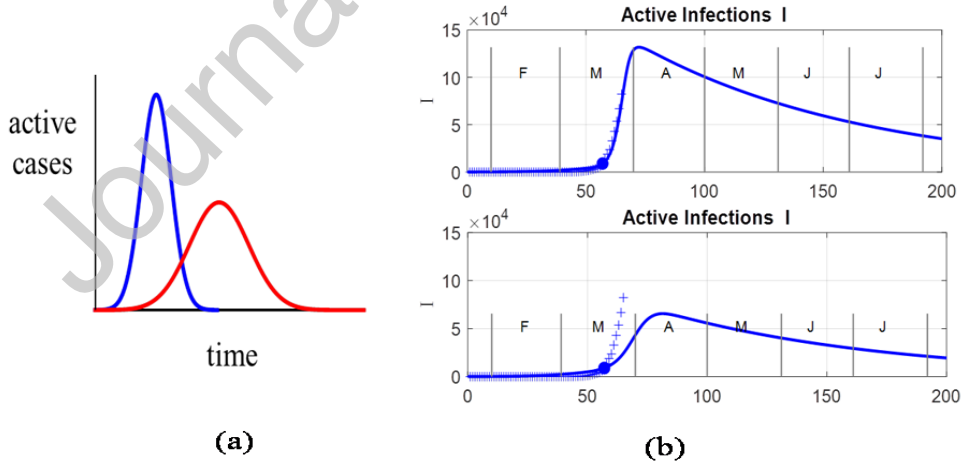 Journa
active
cases
time
(a)
Active Infections I
×10⁴
15
10
5
0
I
F M A M J J
0 50 100 150 200
Active Infections I
×10⁴
15
10
5
0
I
F M A M J J
0 50 100 150 200
(b)